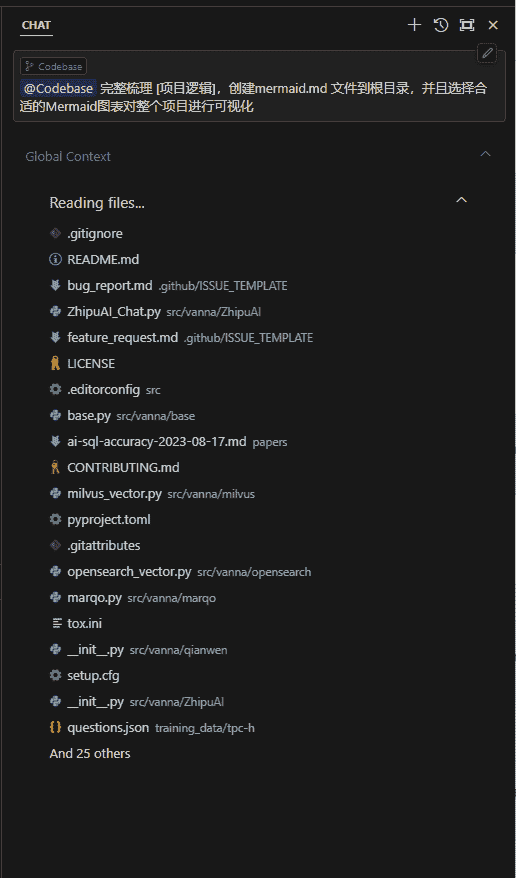 CHAT
Codebase
@Codebase 完整梳理 [项目逻辑]，创建mermaid.md 文件到根目录，并且选择合
适的Mermaid图表对整个项目进行可视化
Global Context
Reading files...
.gitignore
README.md
bug_report.md .github/ISSUE_TEMPLATE
ZhipuAI_Chat.py src/vanna/ZhipuAI
feature_request.md .github/ISSUE_TEMPLATE
LICENSE
.editorconfig src
base.py src/vanna/base
ai-sql-accuracy-2023-08-17.md papers
CONTRIBUTING.md
milvus_vector.py src/vanna/milvus
pyproject.toml
.gitattributes
opensearch_vector.py src/vanna/opensearch
marqo.py src/vanna/marqo
tox.ini
__init__.py src/vanna/qianwen
setup.cfg
__init__.py src/vanna/ZhipuAI
questions.json training_data/tpc-h
And 25 others